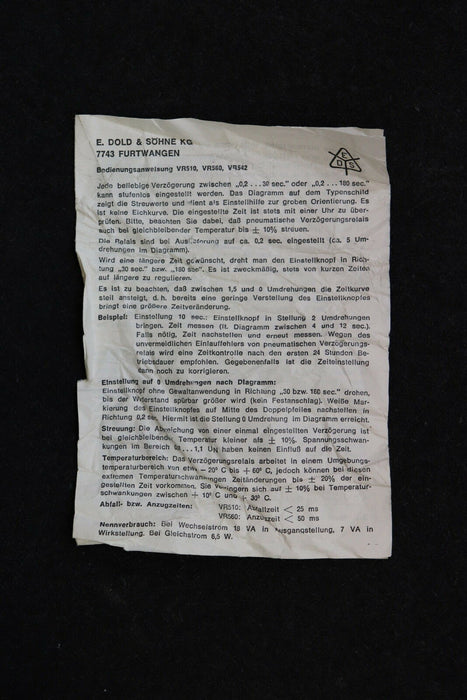 E. DOLD & SÖHNE KG
7743 FURTWANGEN
E
D S
Bedienungsanweisung VR510, VR560, VR542
Jede beliebige Verzögerung zwischen „0,2 ... 30 sec." oder „0,2 ... 180 sec."
kann stufenlos eingestellt werden. Das Diagramm auf dem Typenschild
zeigt die Streuwerte und dient als Einstellhilfe zur groben Orientierung. Es
ist keine Eichkurve. Die eingestellte Zeit ist stets mit einer Uhr zu über-
prüfen. Bitte, beachten Sie dabei, daß pneumatische Verzögerungsrelais
auch bei gleichbleibender Temperatur bis ± 10% streuen.
Die Relais sind bei Auslieferung auf ca. 0,2 sec. eingestellt (ca. 5 Um-
drehungen im Diagramm).
Wird eine längere Zeit gewünscht, dreht man den Einstellknopf in Rich-
tung „30 sec." bzw. „180 sec". Es ist zweckmäßig, stets von kurzen Zeiten
auf längere zu regulieren.
Es ist zu beachten, daß zwischen 1,5 und 0 Umdrehungen die Zeitkurve
steil ansteigt, d. h. bereits eine geringe Verstellung des Einstellknopfes
bringt eine größere Zeitveränderung.
Beispiel: Einstellung 10 sec.: Einstellknopf in Stellung 2 Umdrehungen
bringen. Zeit messen (lt. Diagramm zwischen 4 und 12 sec.).
Falls nötig, Zeit nachstellen und erneut messen. Wegen des
unvermeidlichen Einlauffehlers von pneumatischen Verzögerungs-
relais wird eine Zeitkontrolle nach den ersten 24 Stunden Be-
triebsdauer empfohlen. Gegebenenfalls ist die Zeiteinstellung
dann noch zu korrigieren.
Einstellung auf 0 Umdrehungen nach Diagramm:
Einstellknopf ohne Gewaltanwendung in Richtung „30 bzw. 180 sec." drehen,
bis der Widerstand spürbar größer wird (kein Festanschlag). Weiße Mar-
kierung des Einstellknopfes auf Mitte des Doppelpfeiles nachstellen in
Richtung 0,2 sec. Hiermit ist die Stellung 0 Umdrehung im Diagramm erreicht.
Streuung: Die Abweichung von einer einmal eingestellten Verzögerung ist
bei gleichbleibender Temperatur kleiner als ± 10%. Spannungsschwan-
kungen im Bereich ... 1,1 UN haben keinen Einfluß auf die Zeit.
Temperaturbereich: Das Verzögerungsrelais arbeitet in einem Umgebungs-
temperaturbereich von etwa − 20° C bis + 60° C, jedoch können bei diesen
extremen Temperaturschwankungen Zeitänderungen bis ± 20% der ein-
gestellten Zeit vorkommen. Sie verringern sich auf ± 10% bei Temperatur-
schwankungen zwischen + 10° C und + 30° C.
Abfall- bzw. Anzugzeiten: VR510: Abfallzeit < 25 ms
VR560: Anzugzeit < 50 ms
Nennverbrauch: Bei Wechselstrom 18 VA in Ausgangstellung, 7 VA in
Wirkstellung. Bei Gleichstrom 6,5 W.